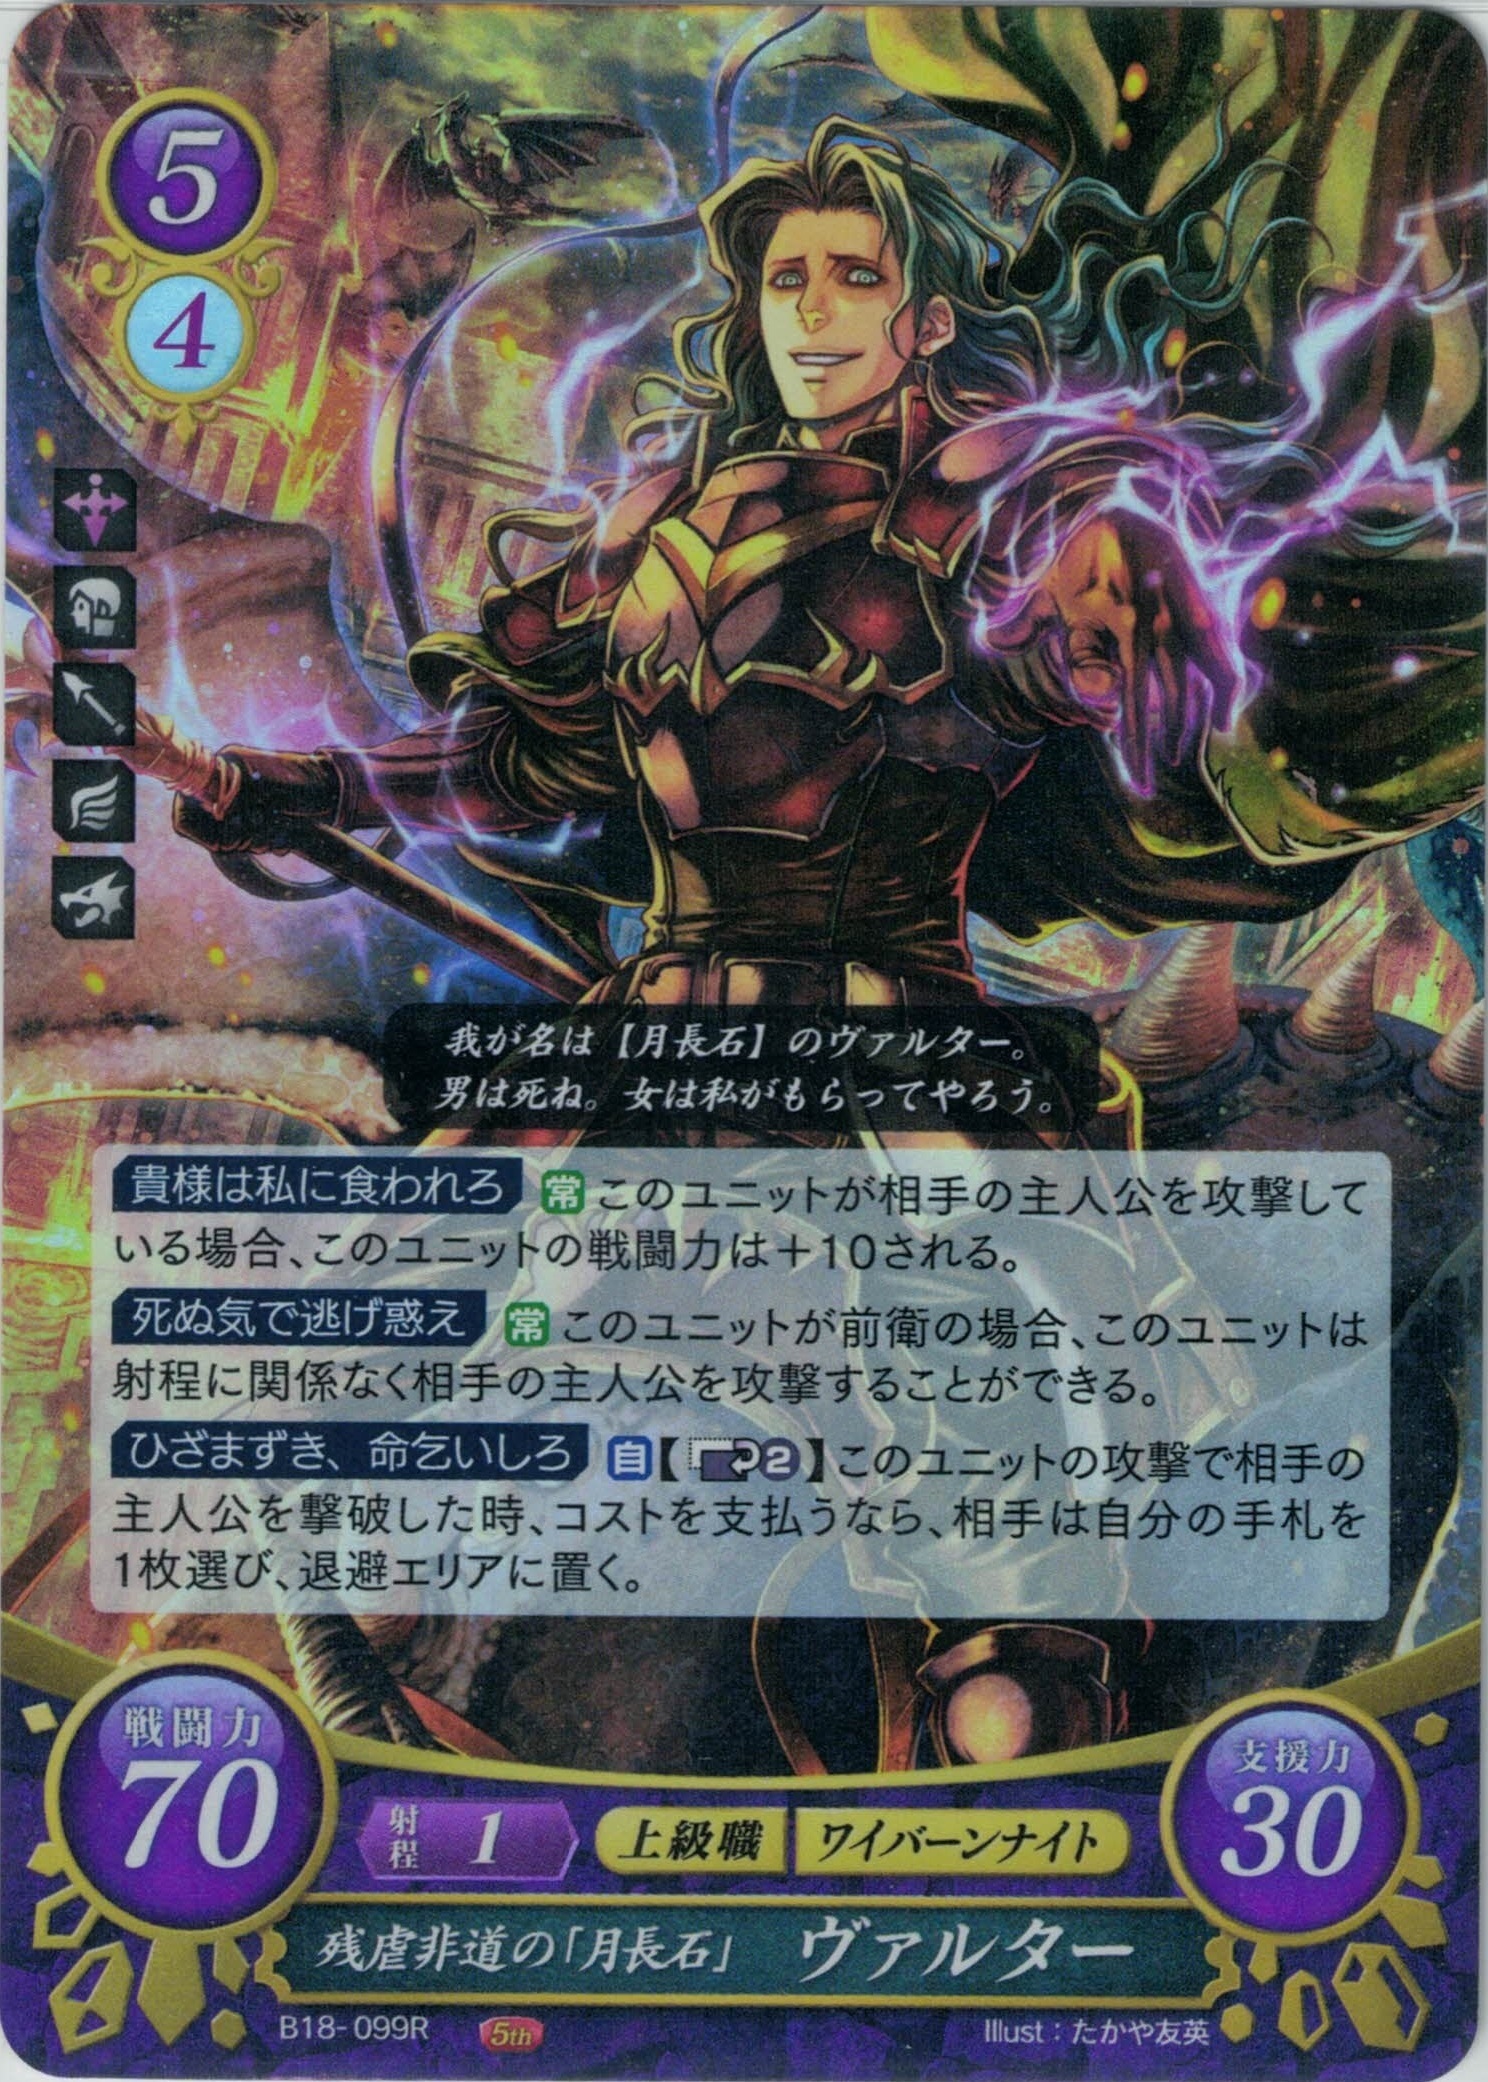 5
4
我が名は【月長石】のヴァルター。
男は死ね。女は私がもらってやろう。
貴様は私に食われろ 常 このユニットが相手の主人公を攻撃して
いる場合、このユニットの戦闘力は＋10される。
死ぬ気で逃げ惑え 常 このユニットが前衛の場合、このユニットは
射程に関係なく相手の主人公を攻撃することができる。
ひざまずき、命乞いしろ 自【2】このユニットの攻撃で相手の
主人公を撃破した時、コストを支払うなら、相手は自分の手札を
1枚選び、退避エリアに置く。
戦闘力
70
射程 1 上級職 ワイバーンナイト
支援力
30
残虐非道の「月長石」 ヴァルター
B18-099R 5th Illust：たかや友英